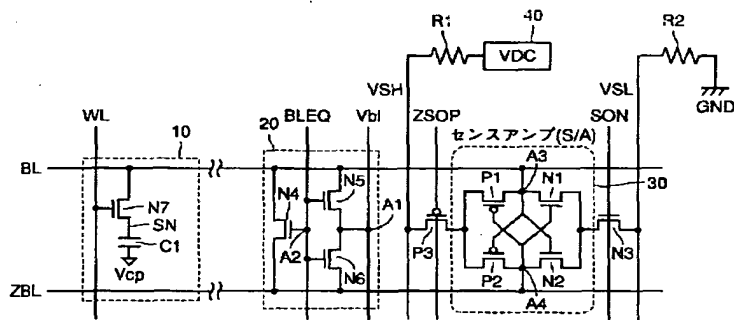 R1
40
VDC
R2
VSH
VSL
GND
WL
10
20
BLEQ
Vbl
ZSOP
SON
センスアンプ(S/A)
BL
A3
30
N7
SN
C1
Vcp
N4
N5
A1
A2
N6
P1
N1
P3
N3
P2
N2
ZBL
A4